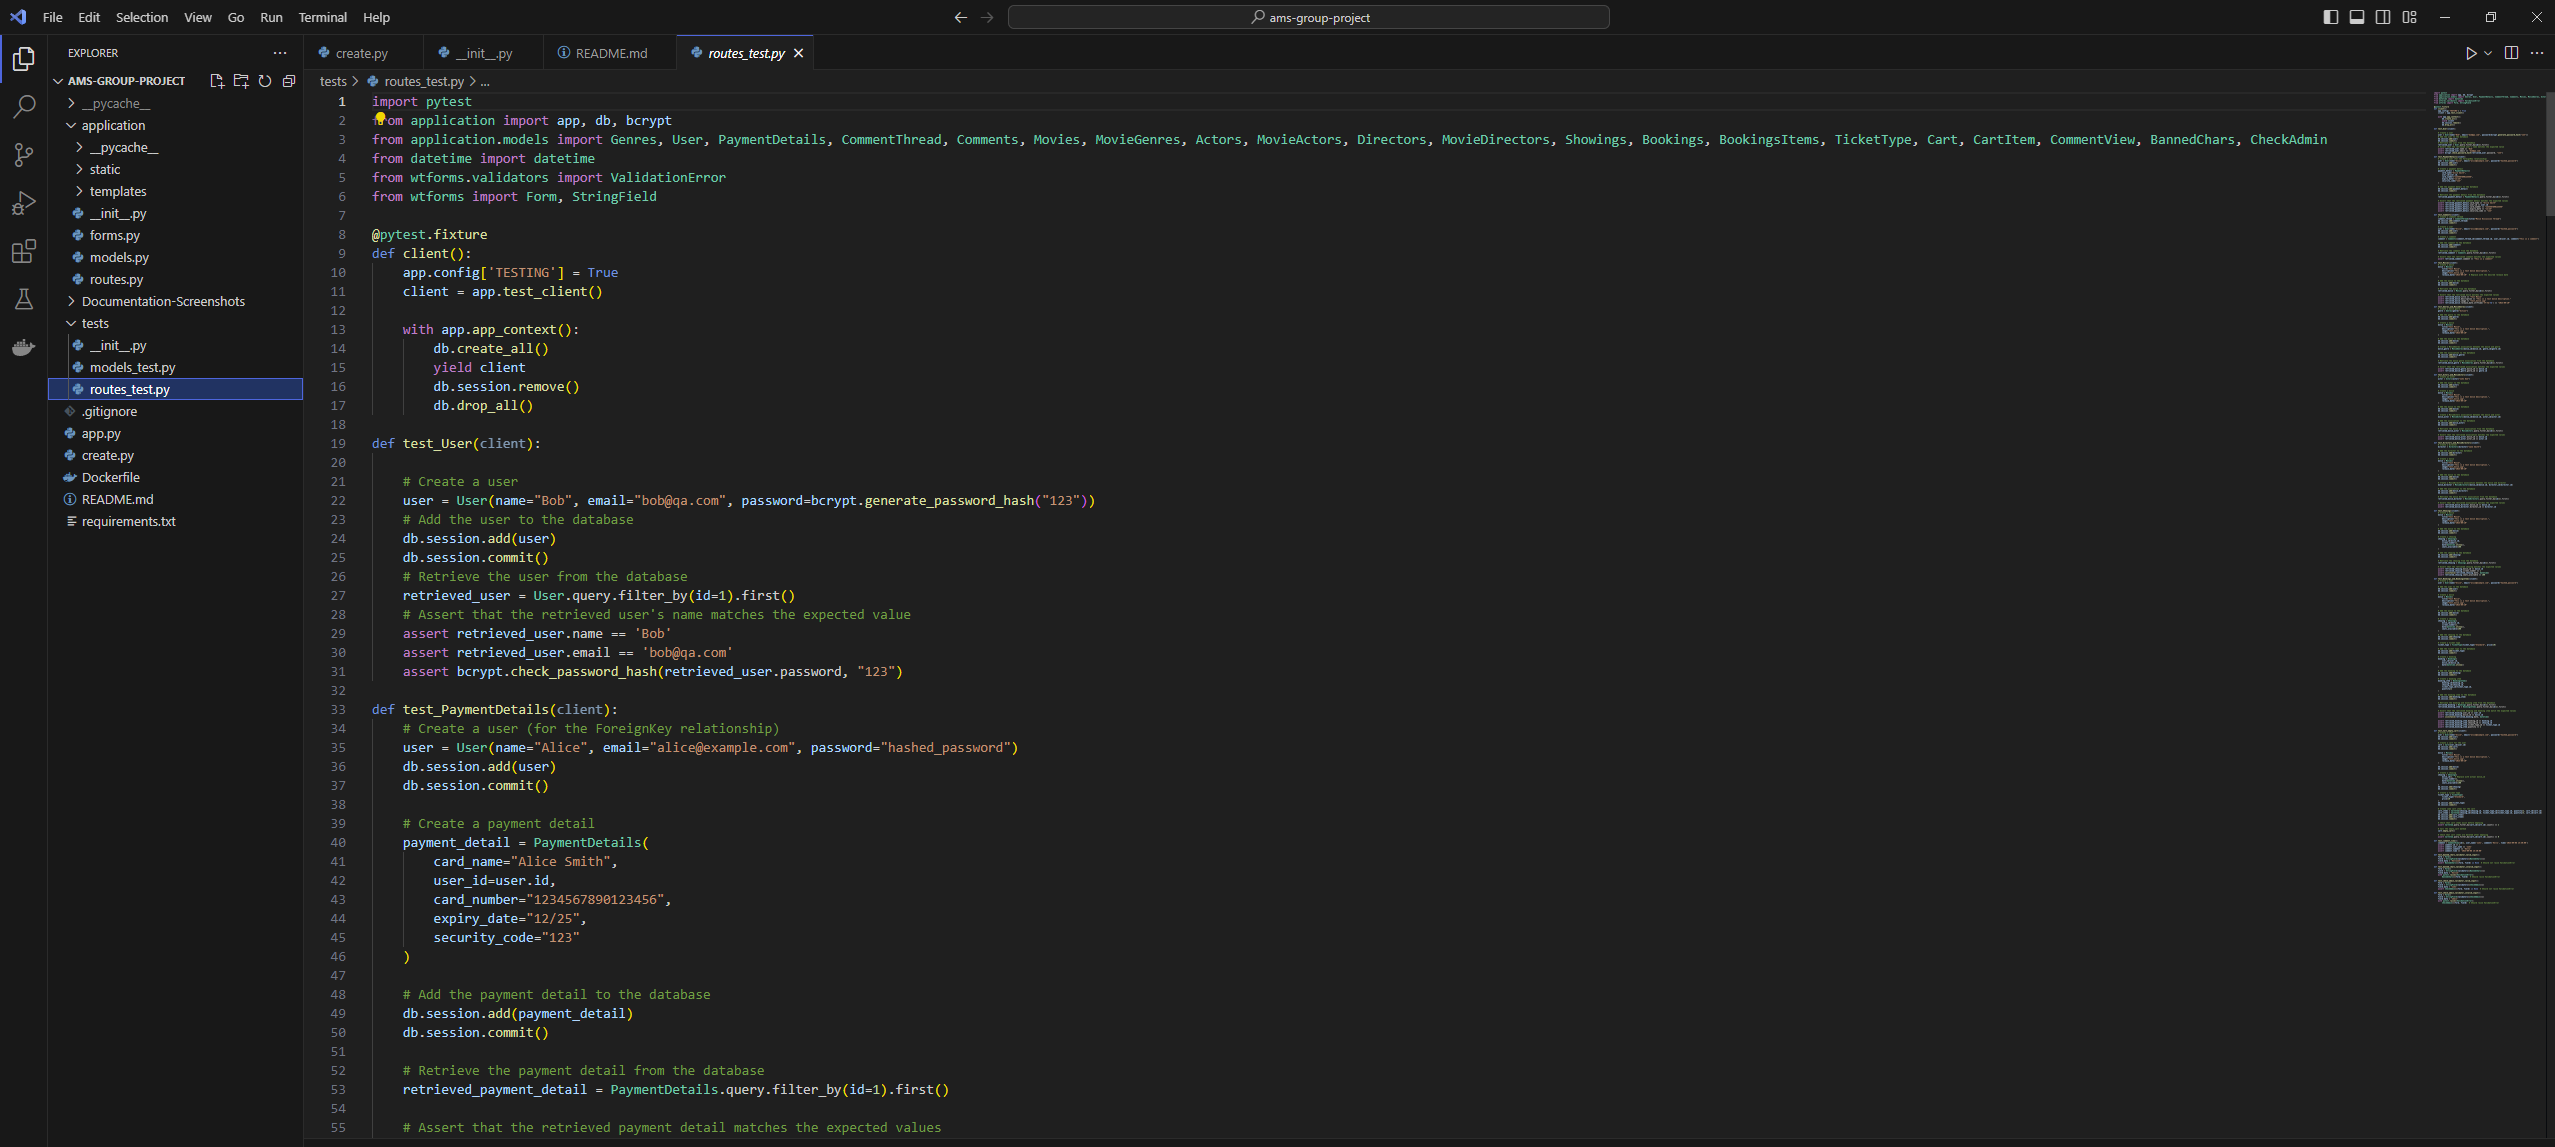 File Edit Selection View Go Run Terminal Help
ams-group-project
EXPLORER
AMS-GROUP-PROJECT
__pycache__
application
__pycache__
static
templates
__init__.py
forms.py
models.py
routes.py
Documentation-Screenshots
tests
__init__.py
models_test.py
routes_test.py
.gitignore
app.py
create.py
Dockerfile
README.md
requirements.txt
create.py __init__.py README.md routes_test.py
tests > routes_test.py > ...
1 import pytest
2 from application import app, db, bcrypt
3 from application.models import Genres, User, PaymentDetails, CommentThread, Comments, Movies, MovieGenres, Actors, MovieActors, Directors, MovieDirectors, Showings, Bookings, BookingsItems, TicketType, Cart, CartItem, CommentView, BannedChars, CheckAdmin
4 from datetime import datetime
5 from wtforms.validators import ValidationError
6 from wtforms import Form, StringField
7
8 @pytest.fixture
9 def client():
10 app.config['TESTING'] = True
11 client = app.test_client()
12
13 with app.app_context():
14 db.create_all()
15 yield client
16 db.session.remove()
17 db.drop_all()
18
19 def test_User(client):
20
21 # Create a user
22 user = User(name="Bob", email="bob@qa.com", password=bcrypt.generate_password_hash("123"))
23 # Add the user to the database
24 db.session.add(user)
25 db.session.commit()
26 # Retrieve the user from the database
27 retrieved_user = User.query.filter_by(id=1).first()
28 # Assert that the retrieved user's name matches the expected value
29 assert retrieved_user.name == 'Bob'
30 assert retrieved_user.email == 'bob@qa.com'
31 assert bcrypt.check_password_hash(retrieved_user.password, "123")
32
33 def test_PaymentDetails(client):
34 # Create a user (for the ForeignKey relationship)
35 user = User(name="Alice", email="alice@example.com", password="hashed_password")
36 db.session.add(user)
37 db.session.commit()
38
39 # Create a payment detail
40 payment_detail = PaymentDetails(
41 card_name="Alice Smith",
42 user_id=user.id,
43 card_number="1234567890123456",
44 expiry_date="12/25",
45 security_code="123"
46 )
47
48 # Add the payment detail to the database
49 db.session.add(payment_detail)
50 db.session.commit()
51
52 # Retrieve the payment detail from the database
53 retrieved_payment_detail = PaymentDetails.query.filter_by(id=1).first()
54
55 # Assert that the retrieved payment detail matches the expected values